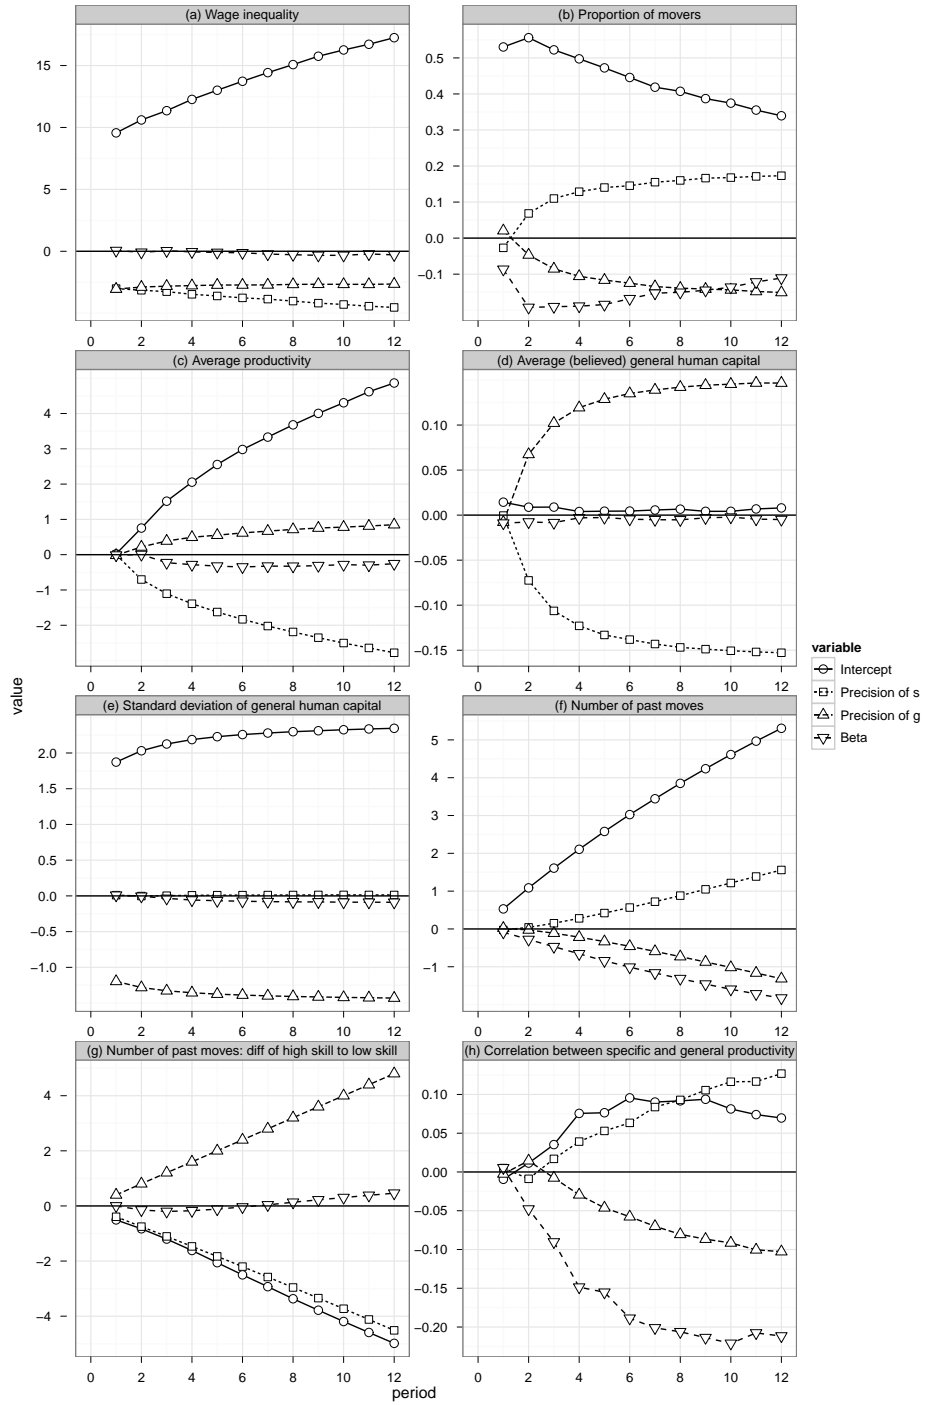 (a) Wage inequality
(b) Proportion of movers
15
10
5
0
0.5
0.4
0.3
0.2
0.1
0.0
−0.1
0 2 4 6 8 10 12
0 2 4 6 8 10 12
(c) Average productivity
(d) Average (believed) general human capital
4
3
2
1
0
−1
−2
0.10
0.05
0.00
−0.05
−0.10
−0.15
0 2 4 6 8 10 12
0 2 4 6 8 10 12
value
variable
Intercept
Precision of s
Precision of g
Beta
(e) Standard deviation of general human capital
(f) Number of past moves
2.0
1.5
1.0
0.5
0.0
−0.5
−1.0
5
4
3
2
1
0
−1
0 2 4 6 8 10 12
0 2 4 6 8 10 12
(g) Number of past moves: diff of high skill to low skill
(h) Correlation between specific and general productivity
4
2
0
−2
−4
0.10
0.05
0.00
−0.05
−0.10
−0.15
−0.20
0 2 4 6 8 10 12
0 2 4 6 8 10 12
period